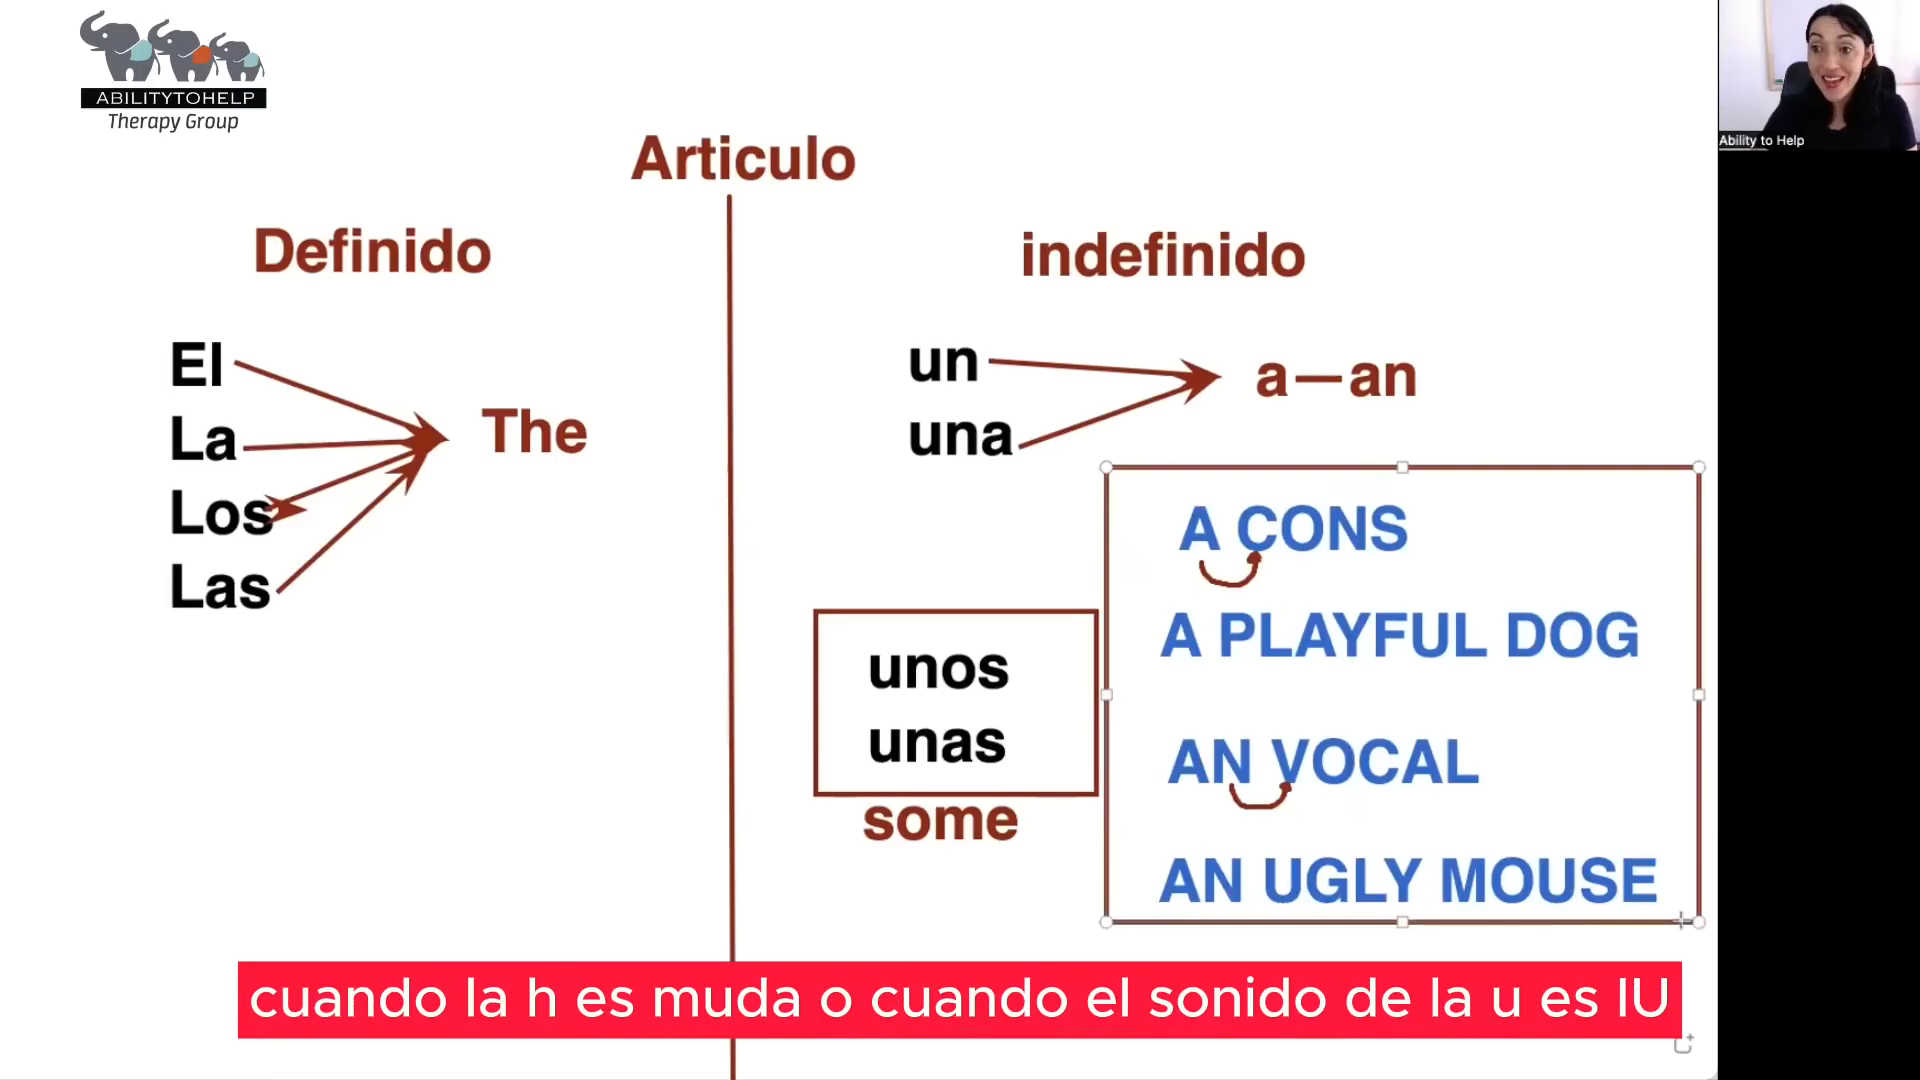 ABILITYTOHELP
Therapy Group
Ability to Help
Articulo
Definido
indefinido
El
La
Los
Las
The
un
una
a—an
unos
unas
some
A CONS
A PLAYFUL DOG
AN VOCAL
AN UGLY MOUSE
cuando la h es muda o cuando el sonido de la u es IU